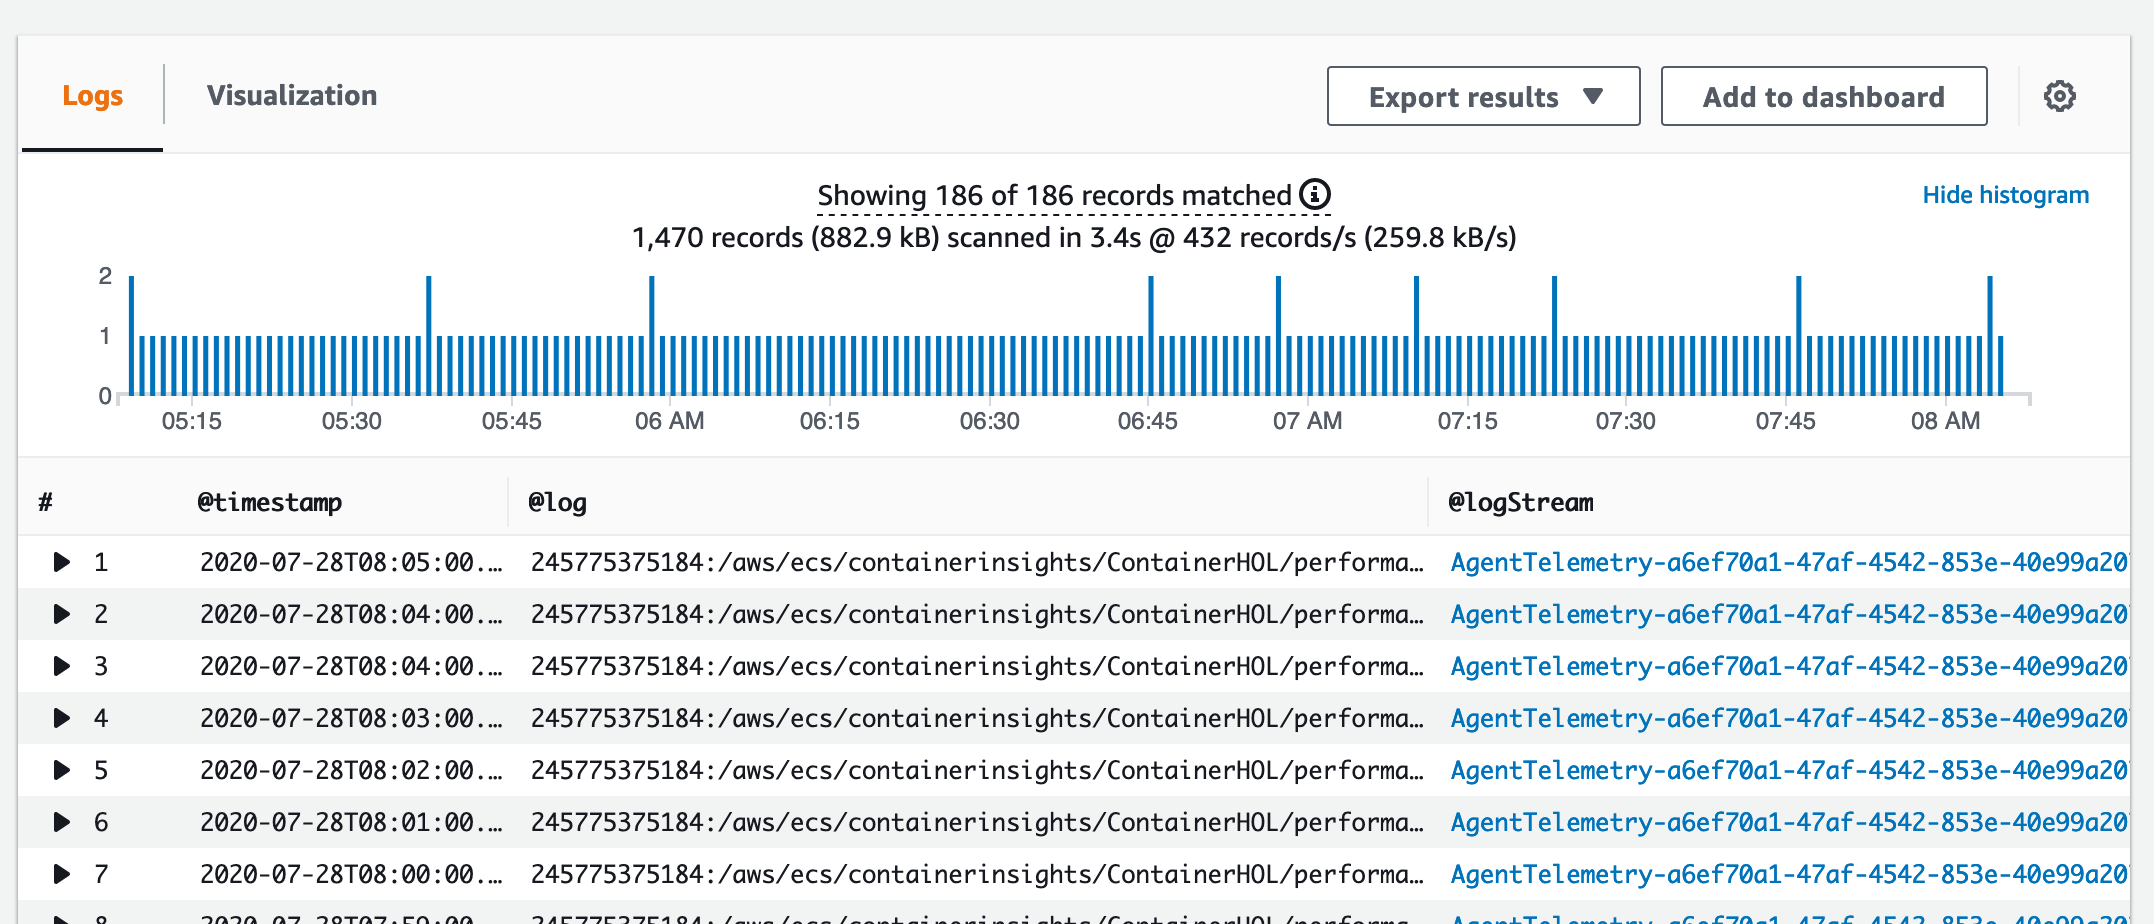 Logs Visualization Export results Add to dashboard
Showing 186 of 186 records matched
Hide histogram
1,470 records (882.9 kB) scanned in 3.4s @ 432 records/s (259.8 kB/s)
2
1
0
05:15 05:30 05:45 06 AM 06:15 06:30 06:45 07 AM 07:15 07:30 07:45 08 AM
# @timestamp @log @logStream
1 2020-07-28T08:05:00.… 245775375184:/aws/ecs/containerinsights/ContainerHOL/performa… AgentTelemetry-a6ef70a1-47af-4542-853e-40e99a20
2 2020-07-28T08:04:00.… 245775375184:/aws/ecs/containerinsights/ContainerHOL/performa… AgentTelemetry-a6ef70a1-47af-4542-853e-40e99a20
3 2020-07-28T08:04:00.… 245775375184:/aws/ecs/containerinsights/ContainerHOL/performa… AgentTelemetry-a6ef70a1-47af-4542-853e-40e99a20
4 2020-07-28T08:03:00.… 245775375184:/aws/ecs/containerinsights/ContainerHOL/performa… AgentTelemetry-a6ef70a1-47af-4542-853e-40e99a20
5 2020-07-28T08:02:00.… 245775375184:/aws/ecs/containerinsights/ContainerHOL/performa… AgentTelemetry-a6ef70a1-47af-4542-853e-40e99a20
6 2020-07-28T08:01:00.… 245775375184:/aws/ecs/containerinsights/ContainerHOL/performa… AgentTelemetry-a6ef70a1-47af-4542-853e-40e99a20
7 2020-07-28T08:00:00.… 245775375184:/aws/ecs/containerinsights/ContainerHOL/performa… AgentTelemetry-a6ef70a1-47af-4542-853e-40e99a20